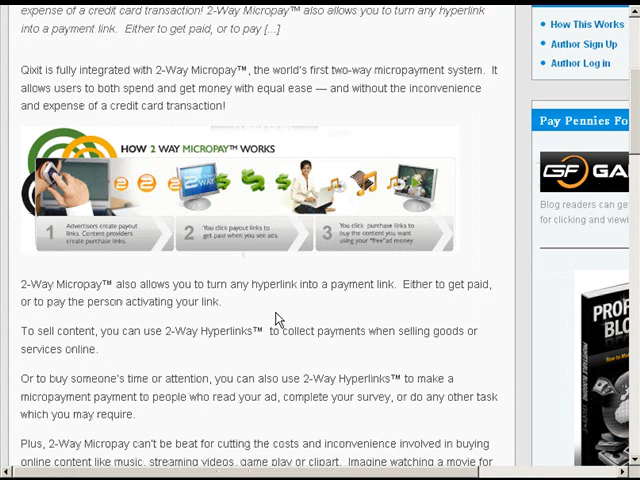 expense of a credit card transaction! 2-Way Micropay™ also allows you to turn any hyperlink
into a payment link.  Either to get paid, or to pay [...]
Qixit is fully integrated with 2-Way Micropay™, the world's first two-way micropayment system.  It
allows users to both spend and get money with equal ease — and without the inconvenience
and expense of a credit card transaction!
HOW 2 WAY MICROPAY™ WORKS
2 WAY
1
Advertisers create payout
links. Content providers
create purchase links.
2
You click payout links to
get paid when you see ads.
3
You click purchase links to
buy the content you want
using your "free" ad money
2-Way Micropay™ also allows you to turn any hyperlink into a payment link.  Either to get paid,
or to pay the person activating your link.
To sell content, you can use 2-Way Hyperlinks™  to collect payments when selling goods or
services online.
Or to buy someone's time or attention, you can also use 2-Way Hyperlinks™ to make a
micropayment payment to people who read your ad, complete your survey, or do any other task
which you may require.
Plus, 2-Way Micropay can't be beat for cutting the costs and inconvenience involved in buying
online content like music, streaming videos, game play or clipart.  Imagine watching a movie for
How This Works
Author Sign Up
Author Log in
Pay Pennies Fo
GF GA
Blog readers can ge
for clicking and viewi
PROF
BLO